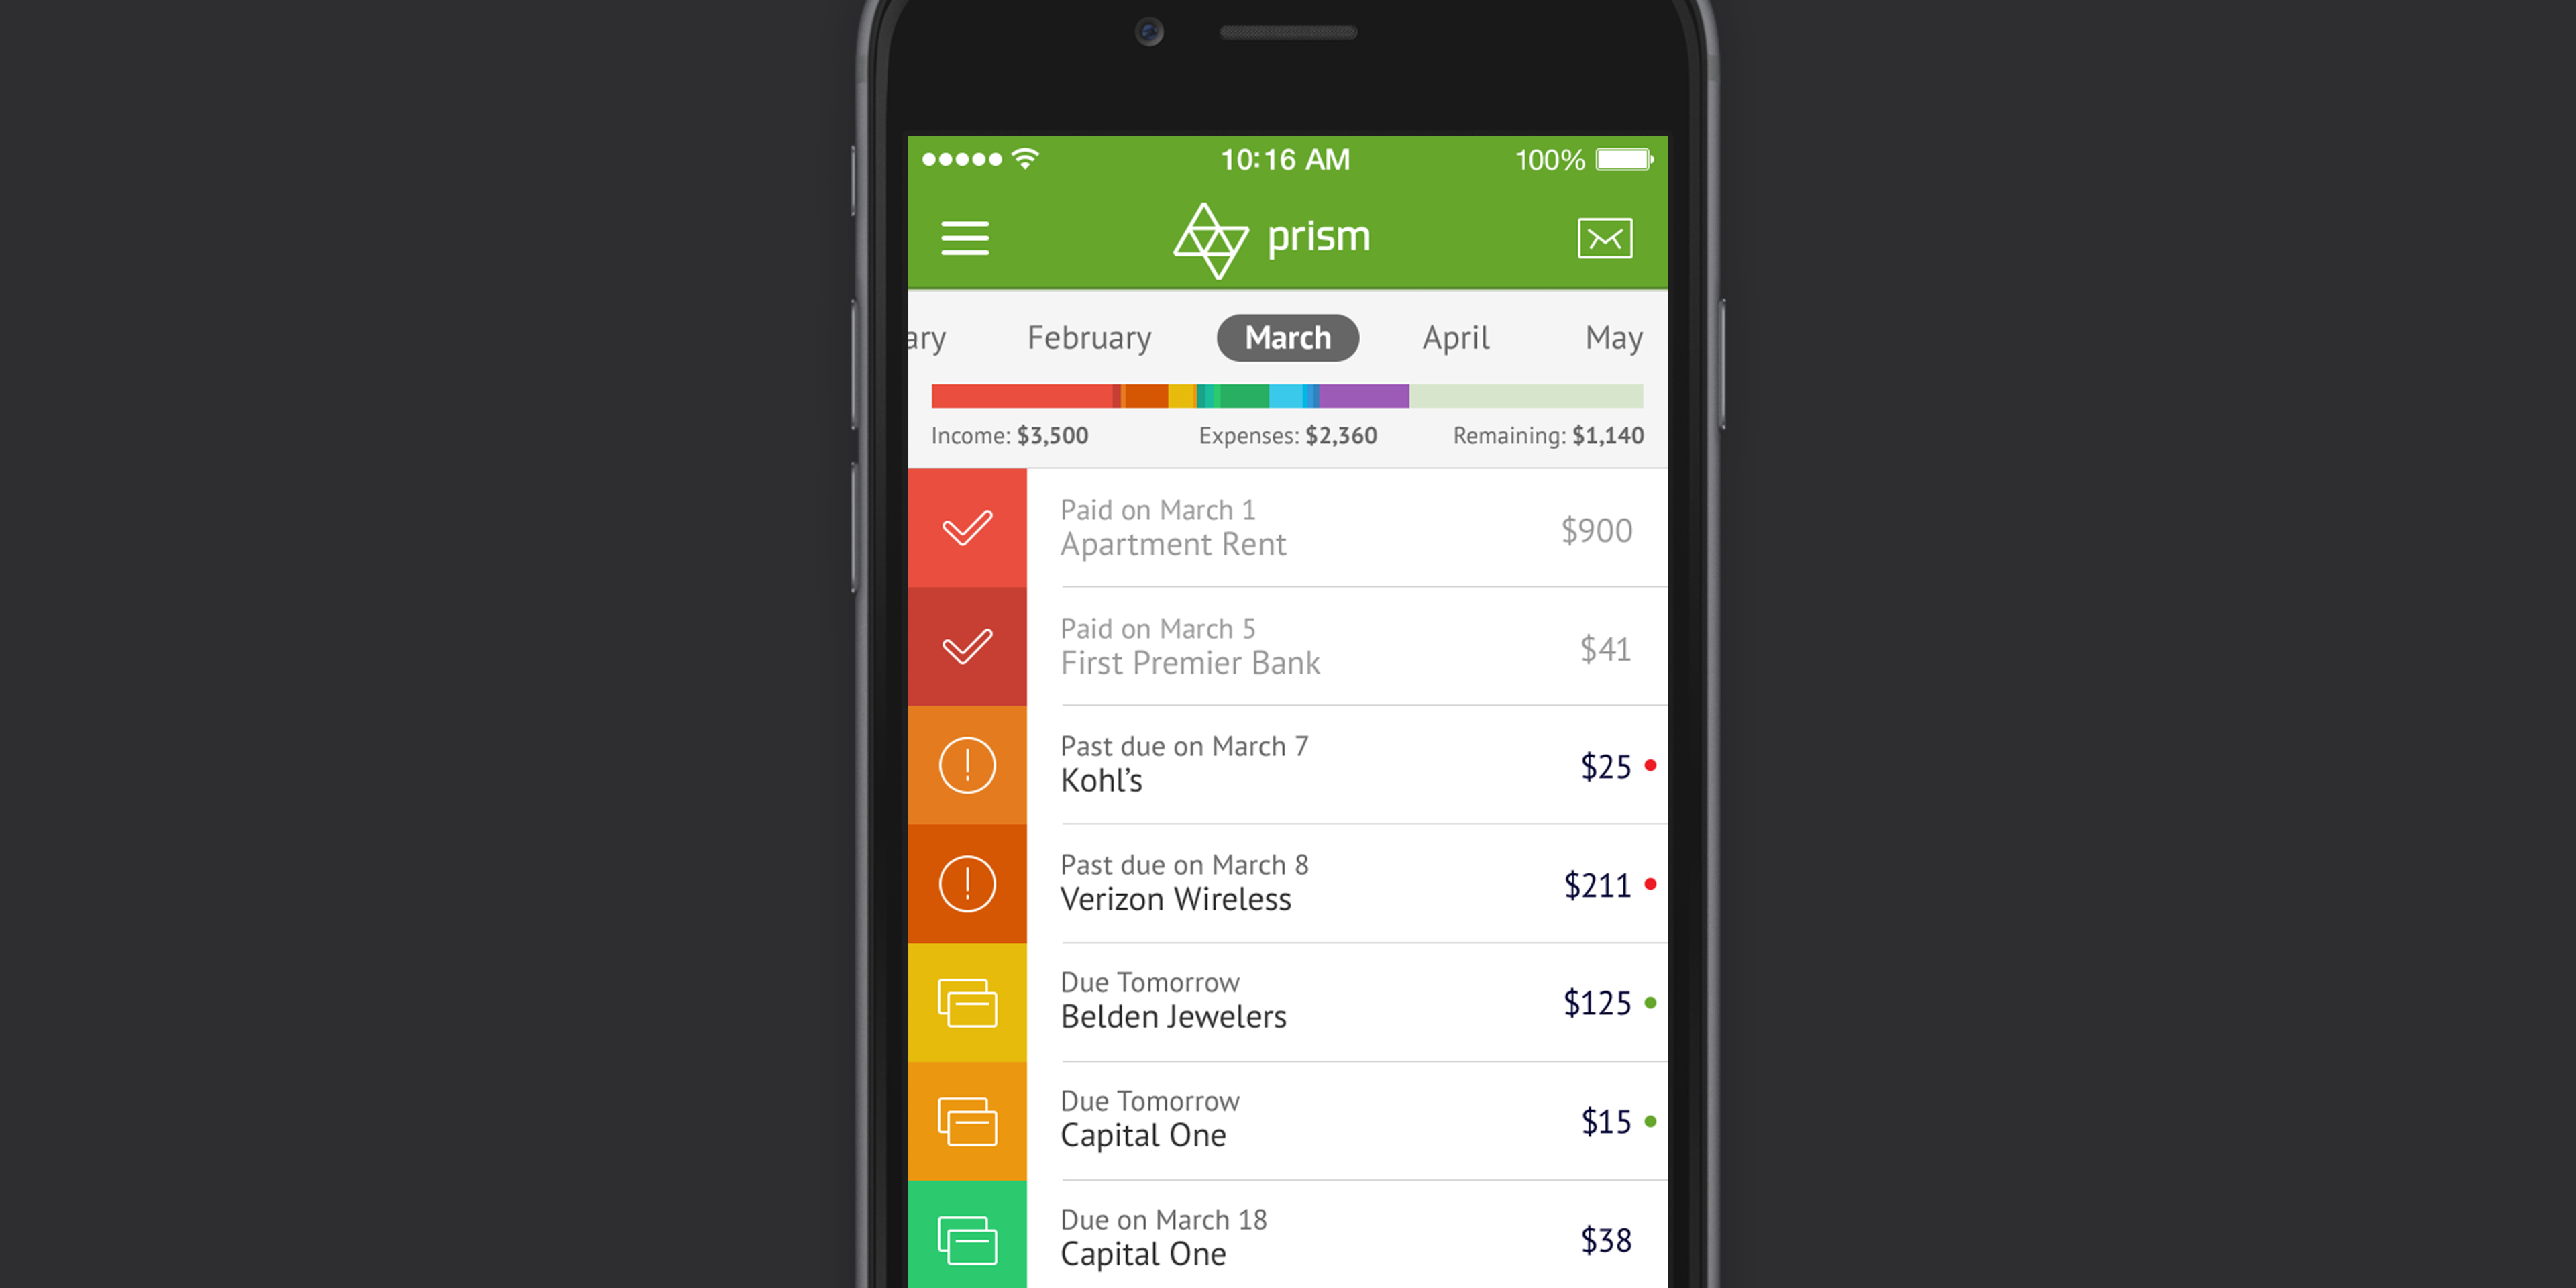 10:16 AM 100%
prism
ary February March April May
Income: $3,500 Expenses: $2,360 Remaining: $1,140
Paid on March 1
Apartment Rent $900
Paid on March 5
First Premier Bank $41
Past due on March 7
Kohl’s $25
Past due on March 8
Verizon Wireless $211
Due Tomorrow
Belden Jewelers $125
Due Tomorrow
Capital One $15
Due on March 18
Capital One $38